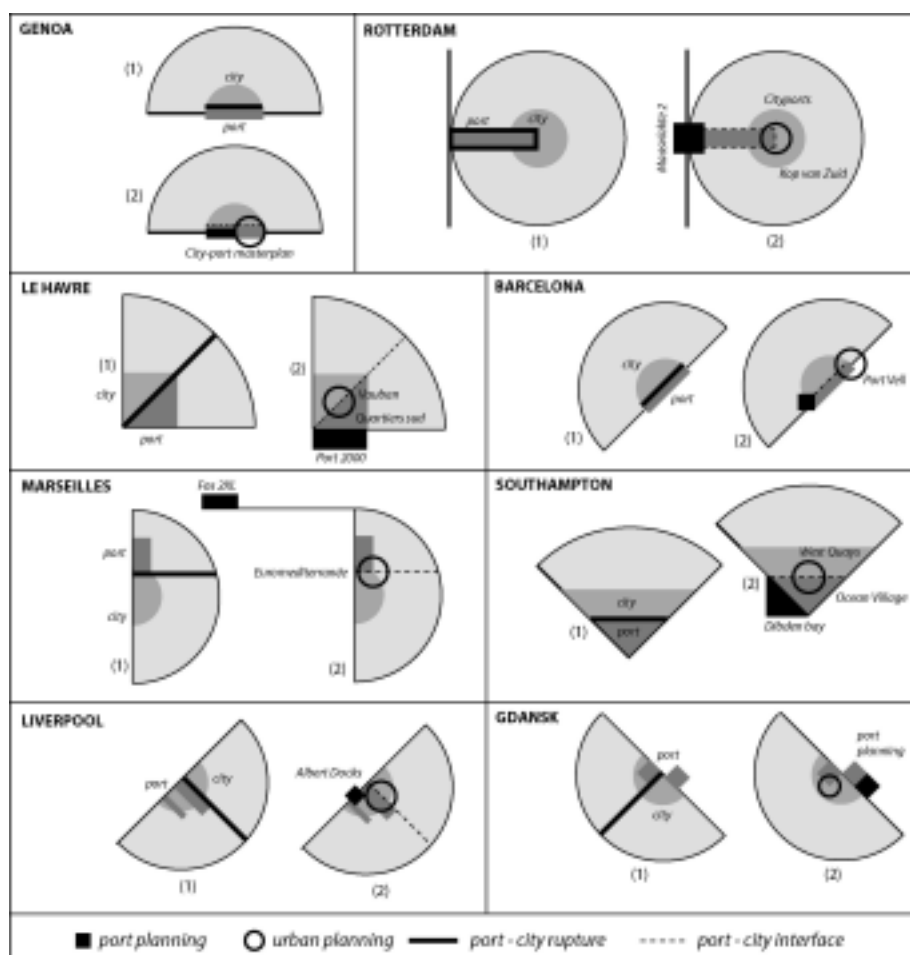 GENOA
(1)
city
port
(2)
City-port masterplan
ROTTERDAM
port
city
(1)
Maasvlakte 2
Cityports
Kop van Zuid
(2)
LE HAVRE
(1)
city
port
(2)
Vauban
Quartiers sud
Port 2000
BARCELONA
city
port
(1)
Port Vell
(2)
MARSEILLES
port
city
(1)
Fos 2XL
Euromediterranée
(2)
SOUTHAMPTON
city
(1)
port
West Quays
(2)
Ocean Village
Dibden bay
LIVERPOOL
port
city
(1)
Albert Docks
(2)
GDANSK
port
city
(1)
port
planning
(2)
port planning
urban planning
port - city rupture
port - city interface